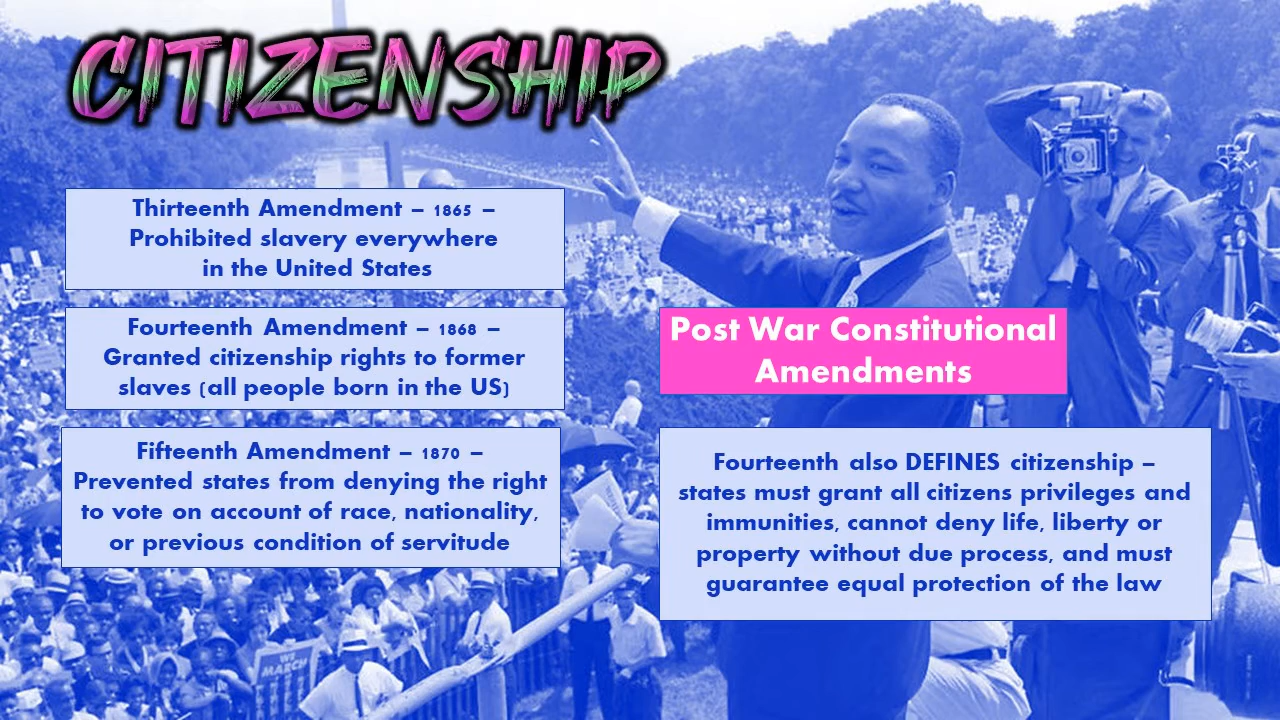 CITIZENSHIP
Thirteenth Amendment – 1865 –
Prohibited slavery everywhere
in the United States
Fourteenth Amendment – 1868 –
Granted citizenship rights to former
slaves (all people born in the US)
Fifteenth Amendment – 1870 –
Prevented states from denying the right
to vote on account of race, nationality,
or previous condition of servitude
Post War Constitutional
Amendments
Fourteenth also DEFINES citizenship –
states must grant all citizens privileges and
immunities, cannot deny life, liberty or
property without due process, and must
guarantee equal protection of the law
WE
MARCH